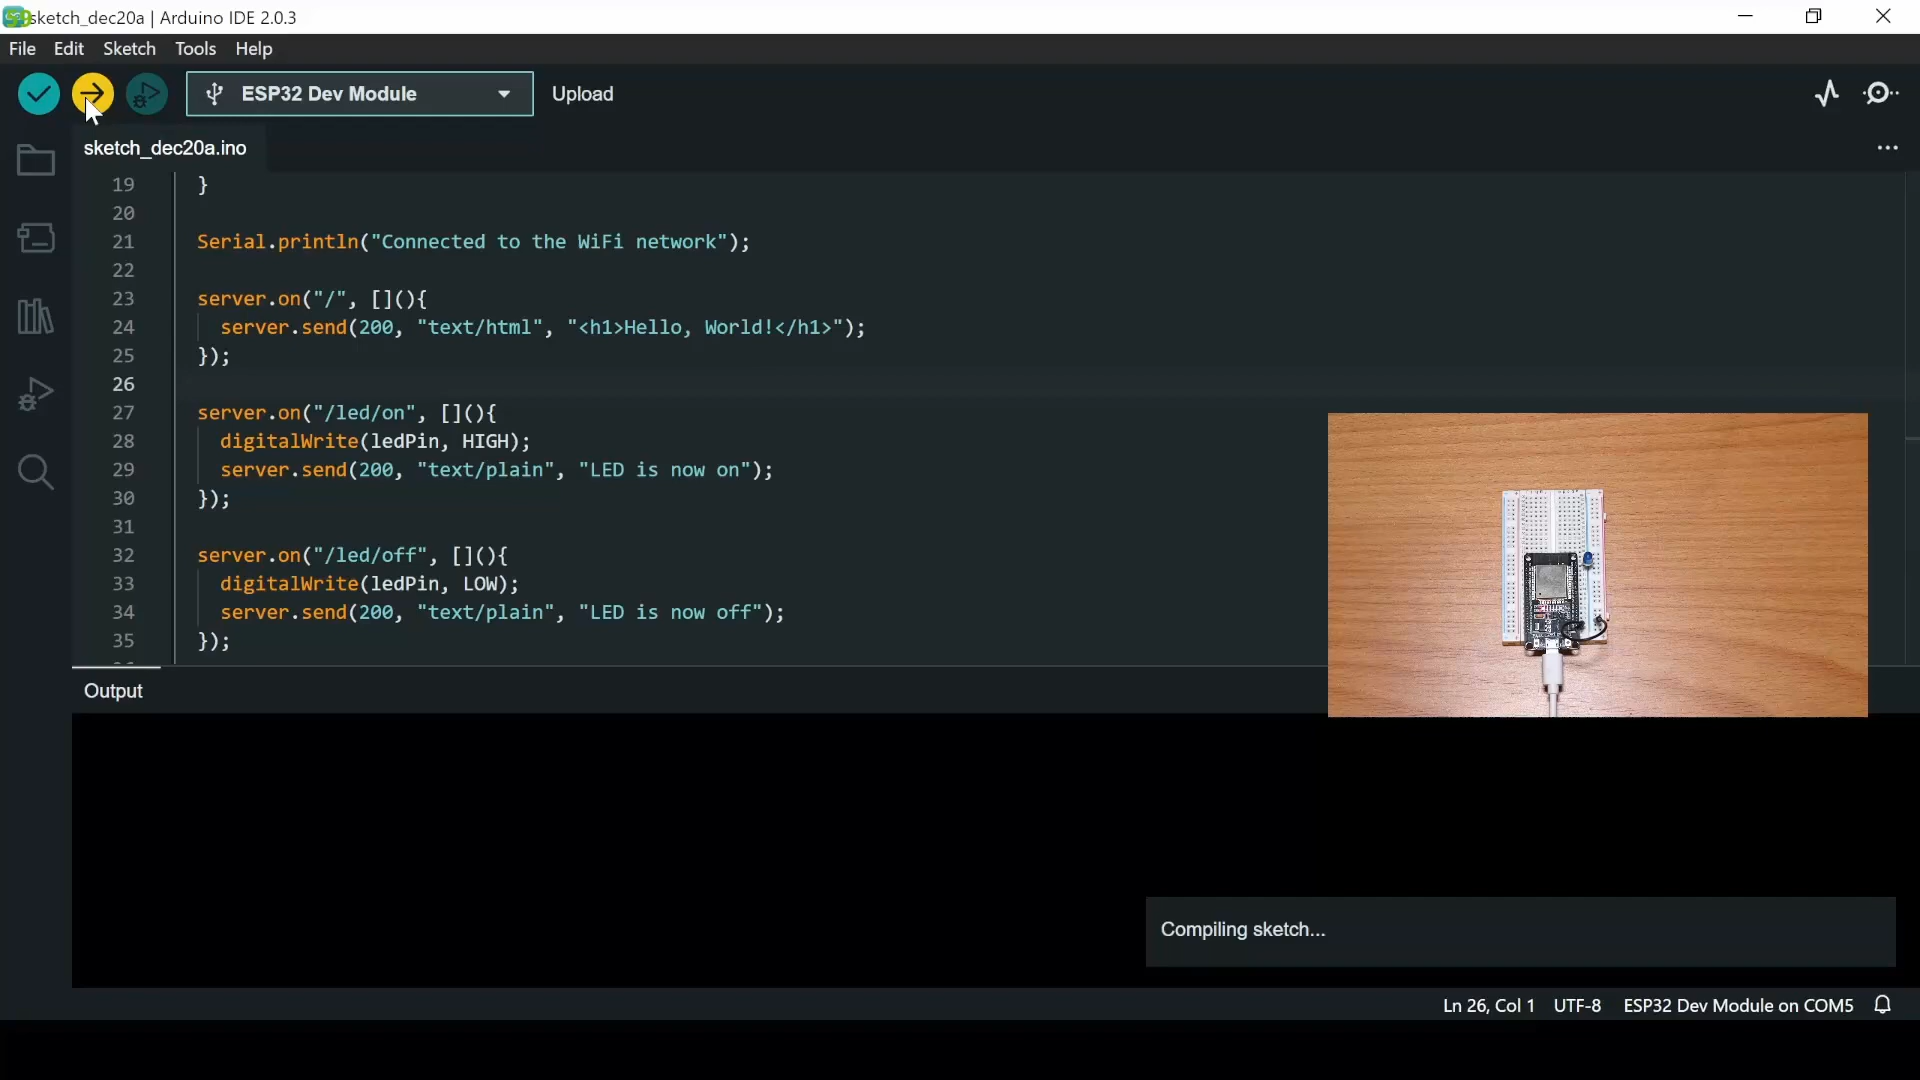 sketch_dec20a | Arduino IDE 2.0.3
File Edit Sketch Tools Help
ESP32 Dev Module
Upload
sketch_dec20a.ino
19 }
20
21 Serial.println("Connected to the WiFi network");
22
23 server.on("/", [](){
24 server.send(200, "text/html", "<h1>Hello, World!</h1>");
25 });
26
27 server.on("/led/on", [](){
28 digitalWrite(ledPin, HIGH);
29 server.send(200, "text/plain", "LED is now on");
30 });
31
32 server.on("/led/off", [](){
33 digitalWrite(ledPin, LOW);
34 server.send(200, "text/plain", "LED is now off");
35 });
Output
Compiling sketch...
Ln 26, Col 1 UTF-8 ESP32 Dev Module on COM5